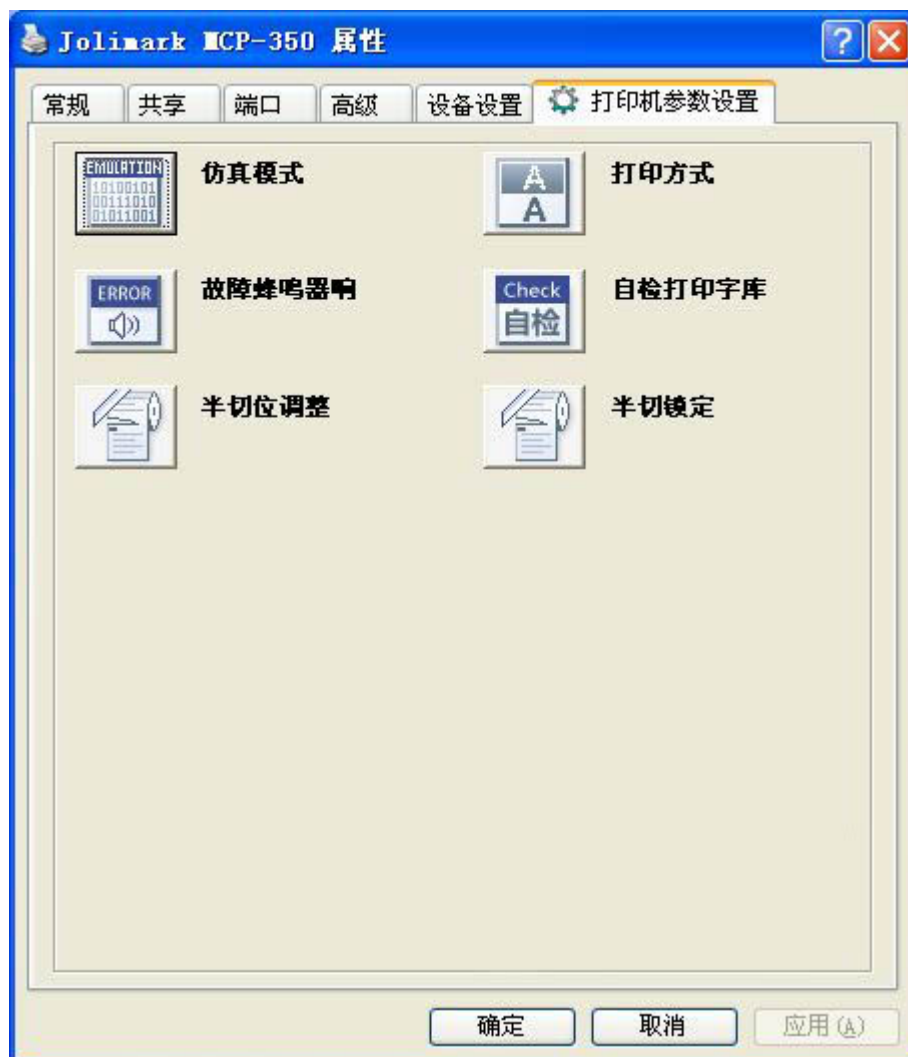 Jolimark MCP-350 属性
常规 共享 端口 高级 设备设置 打印机参数设置
EMULATION
10100101
00111010
01011001
仿真模式
A
A
打印方式
ERROR
故障蜂鸣器响
Check
自检
自检打印字库
半切位调整
半切锁定
确定 取消 应用(A)